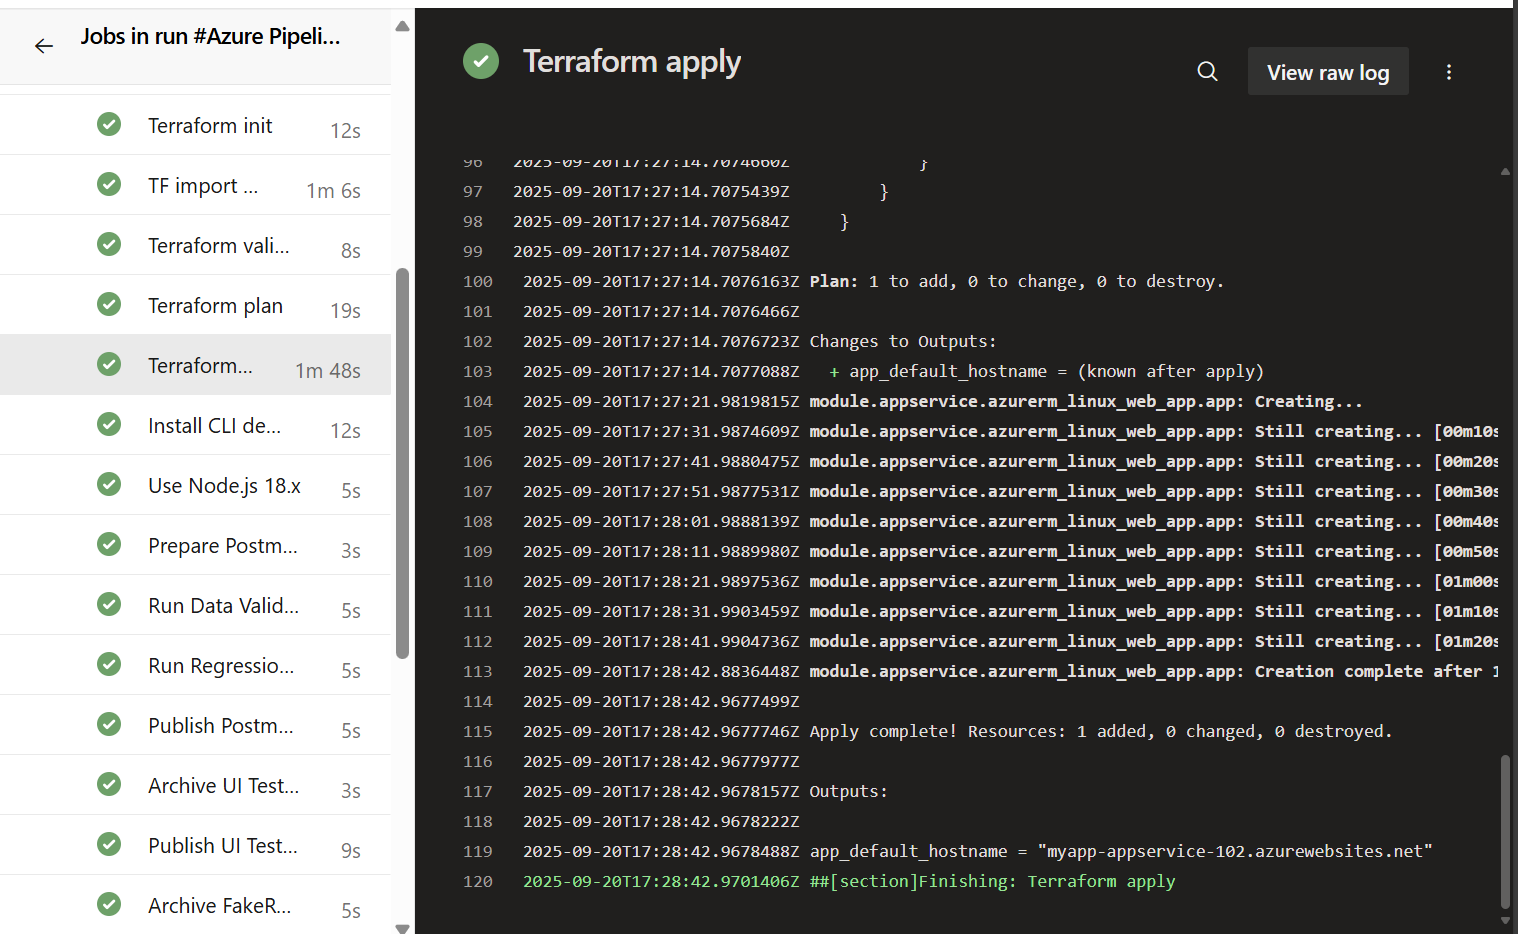 Jobs in run #Azure Pipeli...
Terraform init 12s
TF import ... 1m 6s
Terraform vali... 8s
Terraform plan 19s
Terraform... 1m 48s
Install CLI de... 12s
Use Node.js 18.x 5s
Prepare Postm... 3s
Run Data Valid... 5s
Run Regressio... 5s
Publish Postm... 5s
Archive UI Test... 3s
Publish UI Test... 9s
Archive FakeR... 5s
Terraform apply
View raw log
96 2025-09-20T17:27:14.7074660Z }
97 2025-09-20T17:27:14.7075439Z }
98 2025-09-20T17:27:14.7075684Z }
99 2025-09-20T17:27:14.7075840Z
100 2025-09-20T17:27:14.7076163Z Plan: 1 to add, 0 to change, 0 to destroy.
101 2025-09-20T17:27:14.7076466Z
102 2025-09-20T17:27:14.7076723Z Changes to Outputs:
103 2025-09-20T17:27:14.7077088Z + app_default_hostname = (known after apply)
104 2025-09-20T17:27:21.9819815Z module.appservice.azurerm_linux_web_app.app: Creating...
105 2025-09-20T17:27:31.9874609Z module.appservice.azurerm_linux_web_app.app: Still creating... [00m10s
106 2025-09-20T17:27:41.9880475Z module.appservice.azurerm_linux_web_app.app: Still creating... [00m20s
107 2025-09-20T17:27:51.9877531Z module.appservice.azurerm_linux_web_app.app: Still creating... [00m30s
108 2025-09-20T17:28:01.9888139Z module.appservice.azurerm_linux_web_app.app: Still creating... [00m40s
109 2025-09-20T17:28:11.9889980Z module.appservice.azurerm_linux_web_app.app: Still creating... [00m50s
110 2025-09-20T17:28:21.9897536Z module.appservice.azurerm_linux_web_app.app: Still creating... [01m00s
111 2025-09-20T17:28:31.9903459Z module.appservice.azurerm_linux_web_app.app: Still creating... [01m10s
112 2025-09-20T17:28:41.9904736Z module.appservice.azurerm_linux_web_app.app: Still creating... [01m20s
113 2025-09-20T17:28:42.8836448Z module.appservice.azurerm_linux_web_app.app: Creation complete after 1
114 2025-09-20T17:28:42.9677499Z
115 2025-09-20T17:28:42.9677746Z Apply complete! Resources: 1 added, 0 changed, 0 destroyed.
116 2025-09-20T17:28:42.9677977Z
117 2025-09-20T17:28:42.9678157Z Outputs:
118 2025-09-20T17:28:42.9678222Z
119 2025-09-20T17:28:42.9678488Z app_default_hostname = "myapp-appservice-102.azurewebsites.net"
120 2025-09-20T17:28:42.9701406Z ##[section]Finishing: Terraform apply